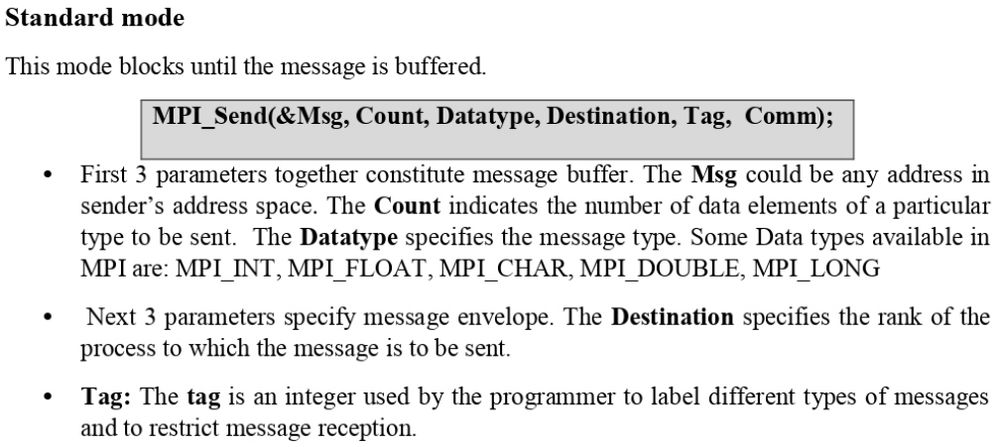 Standard mode
This mode blocks until the message is buffered.
MPI_Send(&Msg, Count, Datatype, Destination, Tag,  Comm);
• First 3 parameters together constitute message buffer. The Msg could be any address in
sender’s address space. The Count indicates the number of data elements of a particular
type to be sent.  The Datatype specifies the message type. Some Data types available in
MPI are: MPI_INT, MPI_FLOAT, MPI_CHAR, MPI_DOUBLE, MPI_LONG
• Next 3 parameters specify message envelope. The Destination specifies the rank of the
process to which the message is to be sent.
• Tag: The tag is an integer used by the programmer to label different types of messages
and to restrict message reception.